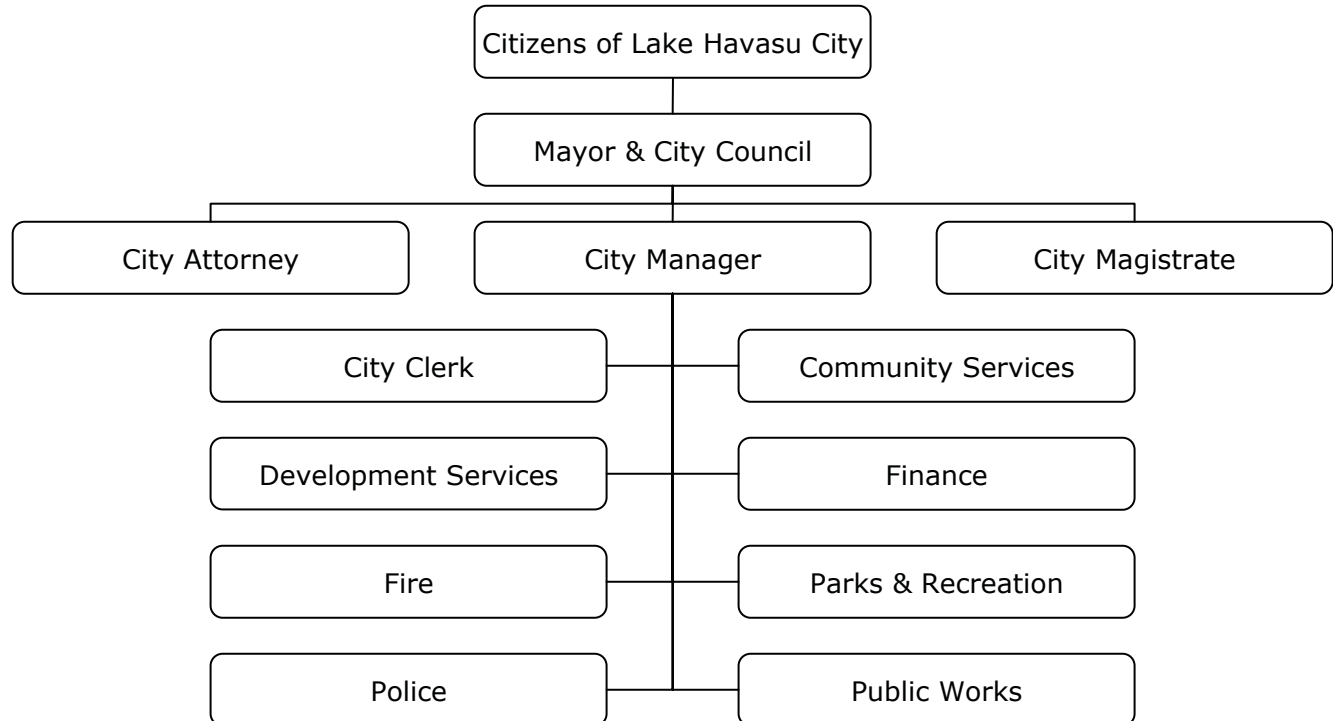 Citizens of Lake Havasu City
Mayor & City Council
City Attorney
City Manager
City Magistrate
City Clerk
Community Services
Development Services
Finance
Fire
Parks & Recreation
Police
Public Works